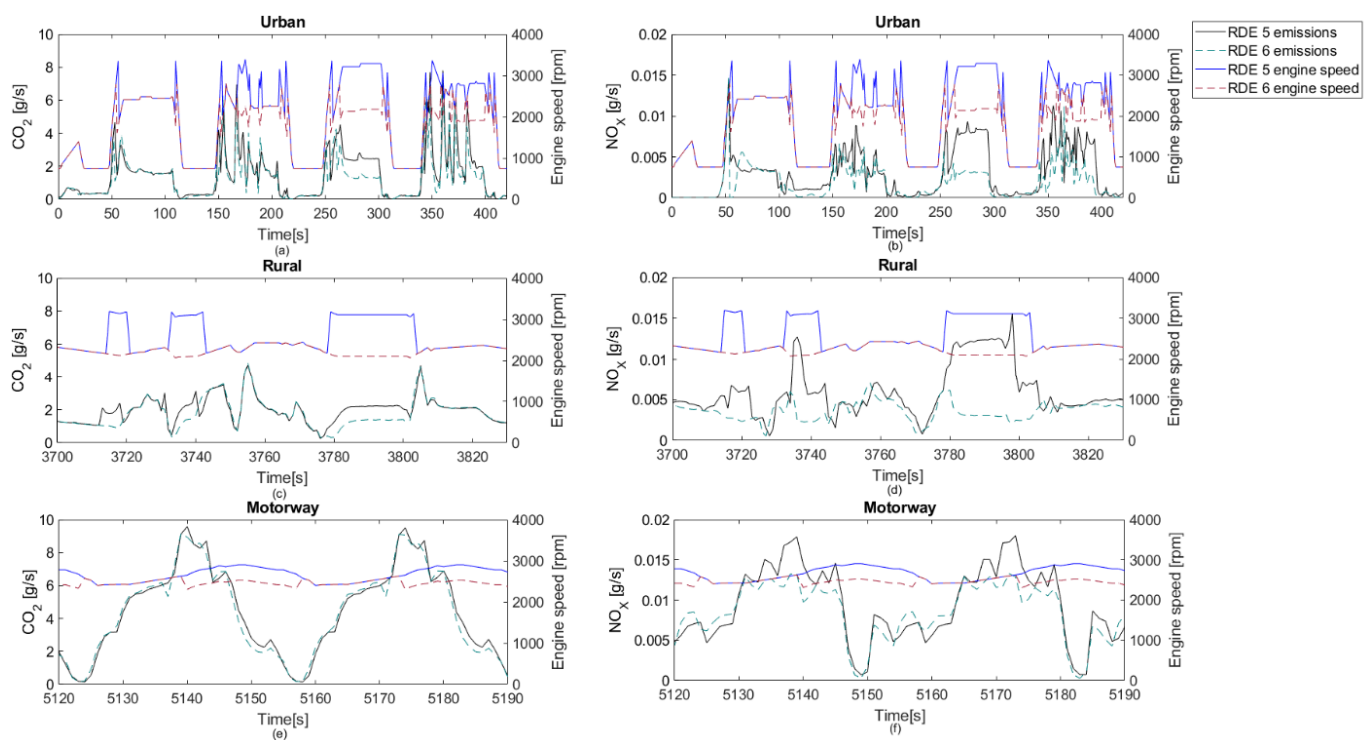 Urban
CO2 [g/s]
10
8
6
4
2
0
4000
3000
2000
1000
0
Engine speed [rpm]
0 50 100 150 200 250 300 350 400
Time[s]
(a)
Urban
NOX [g/s]
0.02
0.015
0.01
0.005
0
4000
3000
2000
1000
0
Engine speed [rpm]
0 50 100 150 200 250 300 350 400
Time[s]
(b)
RDE 5 emissions
RDE 6 emissions
RDE 5 engine speed
RDE 6 engine speed
Rural
CO2 [g/s]
10
8
6
4
2
0
4000
3000
2000
1000
0
Engine speed [rpm]
3700 3720 3740 3760 3780 3800 3820
Time[s]
(c)
Rural
NOX [g/s]
0.02
0.015
0.01
0.005
0
4000
3000
2000
1000
0
Engine speed [rpm]
3700 3720 3740 3760 3780 3800 3820
Time[s]
(d)
Motorway
CO2 [g/s]
10
8
6
4
2
0
4000
3000
2000
1000
0
Engine speed [rpm]
5120 5130 5140 5150 5160 5170 5180 5190
Time[s]
(e)
Motorway
NOX [g/s]
0.02
0.015
0.01
0.005
0
4000
3000
2000
1000
0
Engine speed [rpm]
5120 5130 5140 5150 5160 5170 5180 5190
Time[s]
(f)